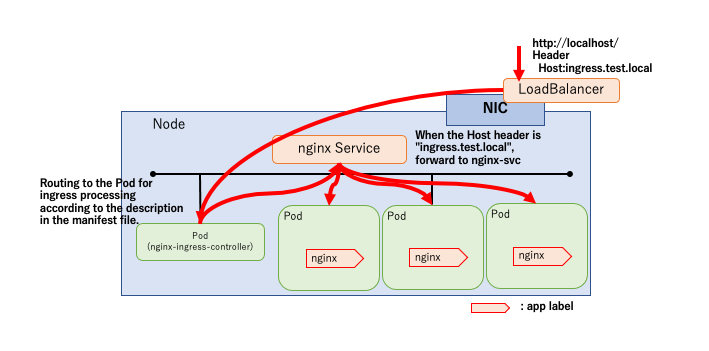 http://localhost/
Header
Host:ingress.test.local
LoadBalancer
NIC
Node
nginx Service
When the Host header is
"ingress.test.local",
forward to nginx-svc
Routing to the Pod for
ingress processing
according to the description
in the manifest file.
Pod
(nginx-ingress-controller)
Pod
nginx
Pod
nginx
Pod
nginx
: app label